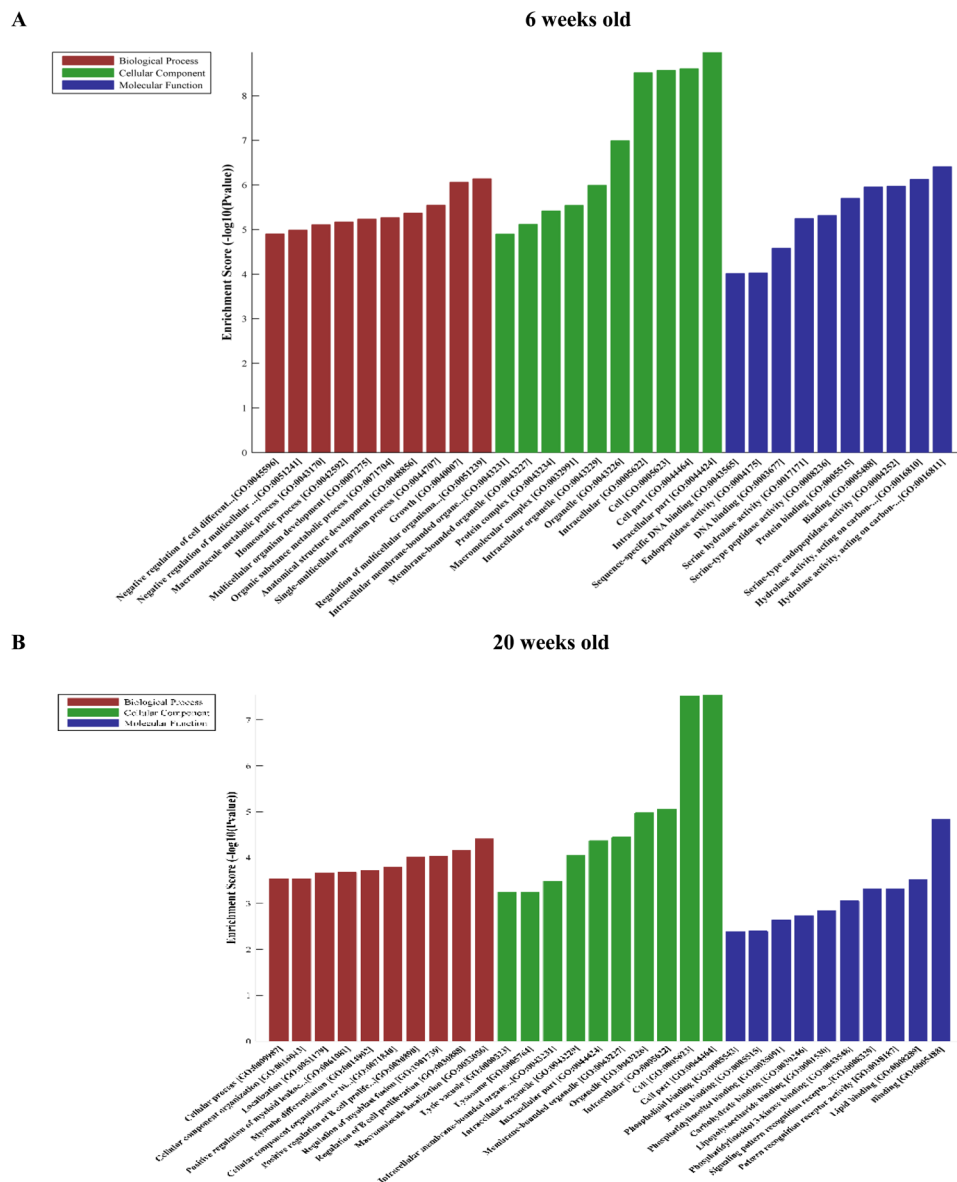 A
6 weeks old
Biological Process
Cellular Component
Molecular Function
Enrichment Score (-log10(Pvalue))
8
7
6
5
4
3
2
1
0
Negative regulation of cell different...[GO:0045596]
Negative regulation of multicellular ...[GO:0051241]
Macromolecule metabolic process [GO:0043170]
Homeostatic process [GO:0042592]
Multicellular organism development [GO:0007275]
Organic substance metabolic process [GO:0071704]
Anatomical structure development [GO:0048856]
Single-multicellular organism process [GO:0044707]
Growth [GO:0040007]
Regulation of multicellular organisms...[GO:0051239]
Intracellular membrane-bounded organe...[GO:0043231]
Membrane-bounded organelle [GO:0043227]
Protein complex [GO:0043234]
Macromolecular complex [GO:0032991]
Intracellular organelle [GO:0043229]
Organelle [GO:0043226]
Intracellular [GO:0005622]
Cell [GO:0005623]
Cell part [GO:0044464]
Intracellular part [GO:0044424]
Sequence-specific DNA binding [GO:0043565]
Endopeptidase activity [GO:0004175]
DNA binding [GO:0003677]
Serine hydrolase activity [GO:0017171]
Serine-type peptidase activity [GO:0008236]
Protein binding [GO:0005515]
Binding [GO:0005488]
Serine-type endopeptidase activity [GO:0004252]
Hydrolase activity, acting on carbon-...[GO:0016810]
Hydrolase activity, acting on carbon-...[GO:0016811]
B
20 weeks old
Biological Process
Cellular Component
Molecular Function
Enrichment Score (-log10(Pvalue))
7
6
5
4
3
2
1
0
Cellular process [GO:0009987]
Cellular component organization [GO:0016043]
Localization [GO:0051179]
Positive regulation of myeloid leukoc...[GO:0061081]
Myotube differentiation [GO:0014902]
Cellular component organization or bi...[GO:0071840]
Positive regulation of B cell prolife...[GO:0030890]
Regulation of myoblast fusion [GO:1901739]
Regulation of B cell proliferation [GO:0030888]
Macromolecule localization [GO:0033036]
Lytic vacuole [GO:0000323]
Lysosome [GO:0005764]
Intracellular membrane-bounded organe...[GO:0043231]
Intracellular organelle [GO:0043229]
Intracellular part [GO:0044424]
Membrane-bounded organelle [GO:0043227]
Organelle [GO:0043226]
Intracellular [GO:0005622]
Cell [GO:0005623]
Cell part [GO:0044464]
Phospholipid binding [GO:0005543]
Protein binding [GO:0005515]
Phosphatidylinositol binding [GO:0035091]
Carbohydrate binding [GO:0030246]
Lipopolysaccharide binding [GO:0001530]
Phosphatidylinositol 3-kinase binding [GO:0043548]
Signaling pattern recognition recepto...[GO:0008329]
Pattern recognition receptor activity [GO:0038187]
Lipid binding [GO:0008289]
Binding [GO:0005488]